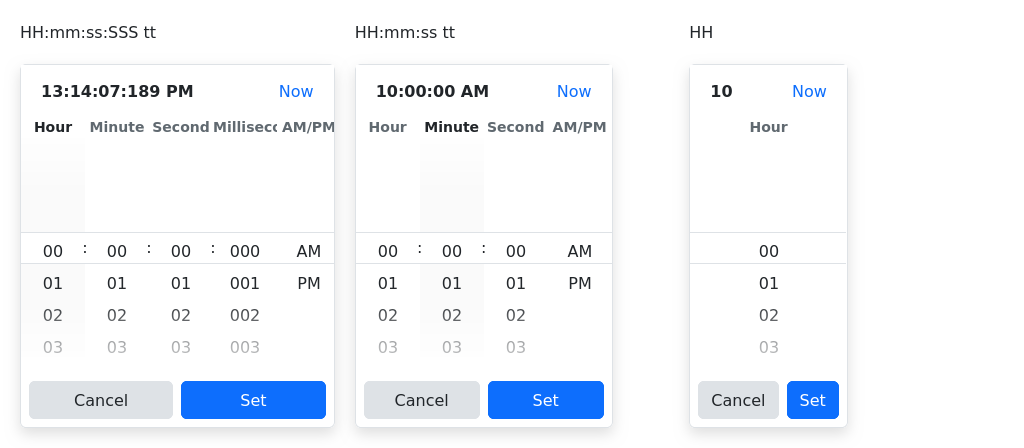 HH:mm:ss:SSS tt
13:14:07:189 PM
Now
Hour Minute Second Millisec AM/PM
00 : 00 : 00 : 000 AM
01 01 01 001 PM
02 02 02 002
03 03 03 003
Cancel Set
HH:mm:ss tt
10:00:00 AM
Now
Hour Minute Second AM/PM
00 : 00 : 00 AM
01 01 01 PM
02 02 02
03 03 03
Cancel Set
HH
10
Now
Hour
00
01
02
03
Cancel Set